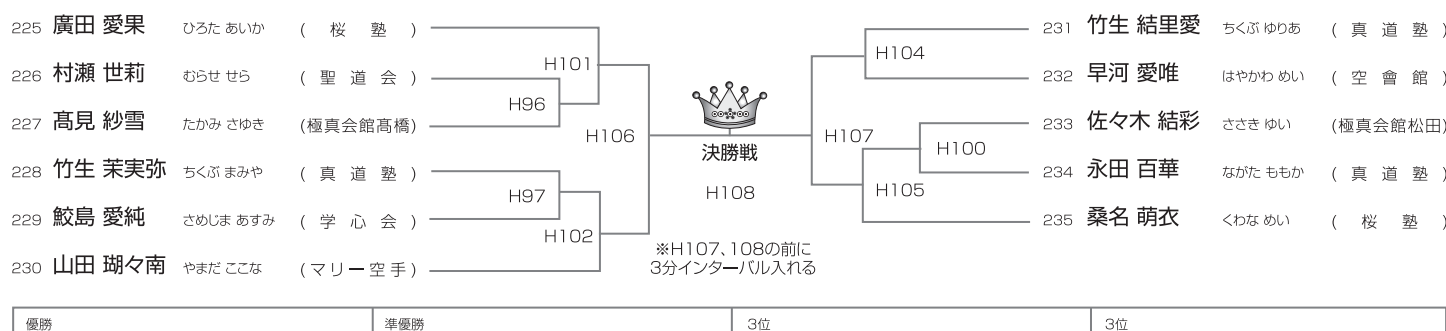 225 廣田 愛果 ひろた あいか ( 桜 塾 )
226 村瀬 世莉 むらせ せら ( 聖 道 会 )
227 髙見 紗雪 たかみ さゆき (極真会館髙橋)
228 竹生 茉実弥 ちくぶ まみや ( 真 道 塾 )
229 鮫島 愛純 さめじま あすみ ( 学 心 会 )
230 山田 瑚々南 やまだ ここな (マリー空手)
H101
H96
H106
H97
H102
決勝戦
H108
※H107、108の前に
3分インターバル入れる
H104
H107
H100
H105
231 竹生 結里愛 ちくぶ ゆりあ ( 真 道 塾 )
232 早河 愛唯 はやかわ めい ( 空 會 館 )
233 佐々木 結彩 ささき ゆい (極真会館松田)
234 永田 百華 ながた ももか ( 真 道 塾 )
235 桑名 萌衣 くわな めい ( 桜 塾 )
優勝 準優勝 3位 3位